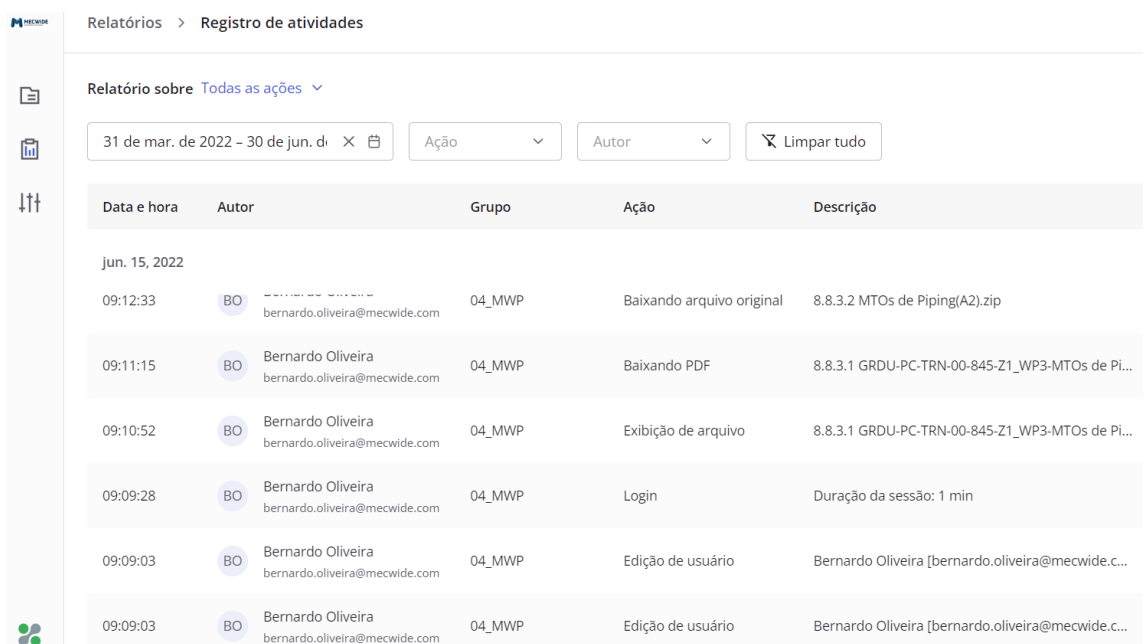 MECWIDE
Relatórios > Registro de atividades
Relatório sobre Todas as ações
31 de mar. de 2022 – 30 de jun. d
Ação
Autor
Limpar tudo
Data e hora Autor Grupo Ação Descrição
jun. 15, 2022
09:12:33 BO bernardo.oliveira@mecwide.com 04_MWP Baixando arquivo original 8.8.3.2 MTOs de Piping(A2).zip
Bernardo Oliveira
09:11:15 BO bernardo.oliveira@mecwide.com 04_MWP Baixando PDF 8.8.3.1 GRDU-PC-TRN-00-845-Z1_WP3-MTOs de Pi...
Bernardo Oliveira
09:10:52 BO bernardo.oliveira@mecwide.com 04_MWP Exibição de arquivo 8.8.3.1 GRDU-PC-TRN-00-845-Z1_WP3-MTOs de Pi...
Bernardo Oliveira
09:09:28 BO bernardo.oliveira@mecwide.com 04_MWP Login Duração da sessão: 1 min
Bernardo Oliveira
09:09:03 BO bernardo.oliveira@mecwide.com 04_MWP Edição de usuário Bernardo Oliveira [bernardo.oliveira@mecwide.c...
Bernardo Oliveira
09:09:03 BO bernardo.oliveira@mecwide.com 04_MWP Edição de usuário Bernardo Oliveira [bernardo.oliveira@mecwide.c...